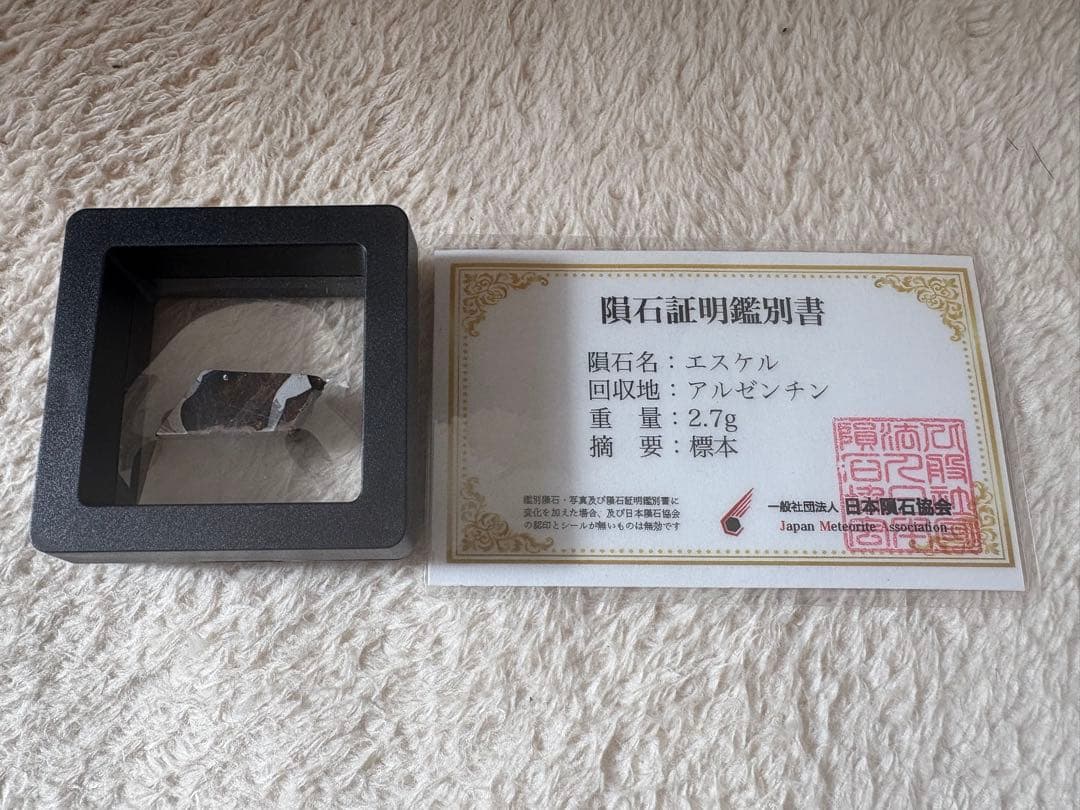 隕石証明鑑別書
隕石名：エスケル
回収地：アルゼンチン
重　量：2.7g
摘　要：標本
鑑別隕石・写真及び隕石証明鑑別書に
変化を加えた場合、及び日本隕石協会
の認印とシールが無いものは無効です
一般社団法人 日本隕石協会
Japan Meteorite Association